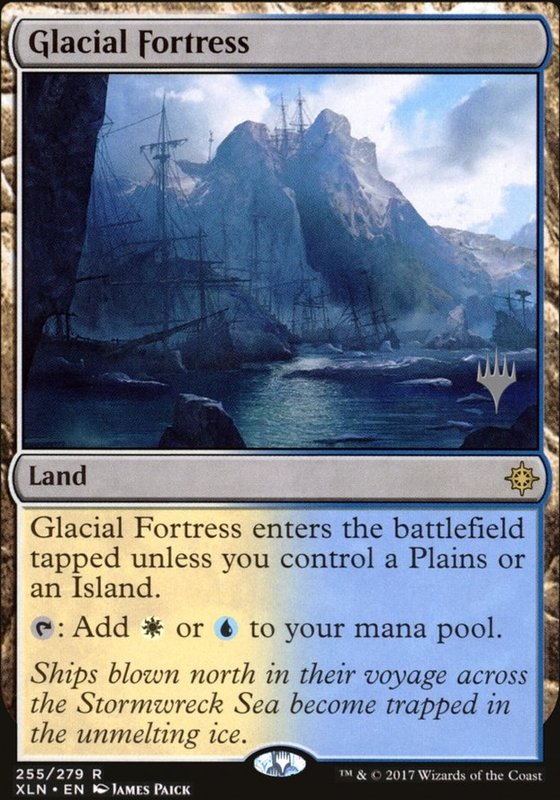 Glacial Fortress
Land
Glacial Fortress enters the battlefield
tapped unless you control a Plains or
an Island.
: Add or to your mana pool.
Ships blown north in their voyage across
the Stormwreck Sea become trapped in
the unmelting ice.
255/279 R
XLN • EN James Paick
™ & © 2017 Wizards of the Coast